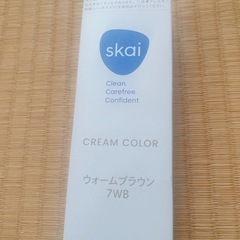 skai
Clean.
Carefree
Confident
CREAM COLOR
ウォームブラウン
7WB